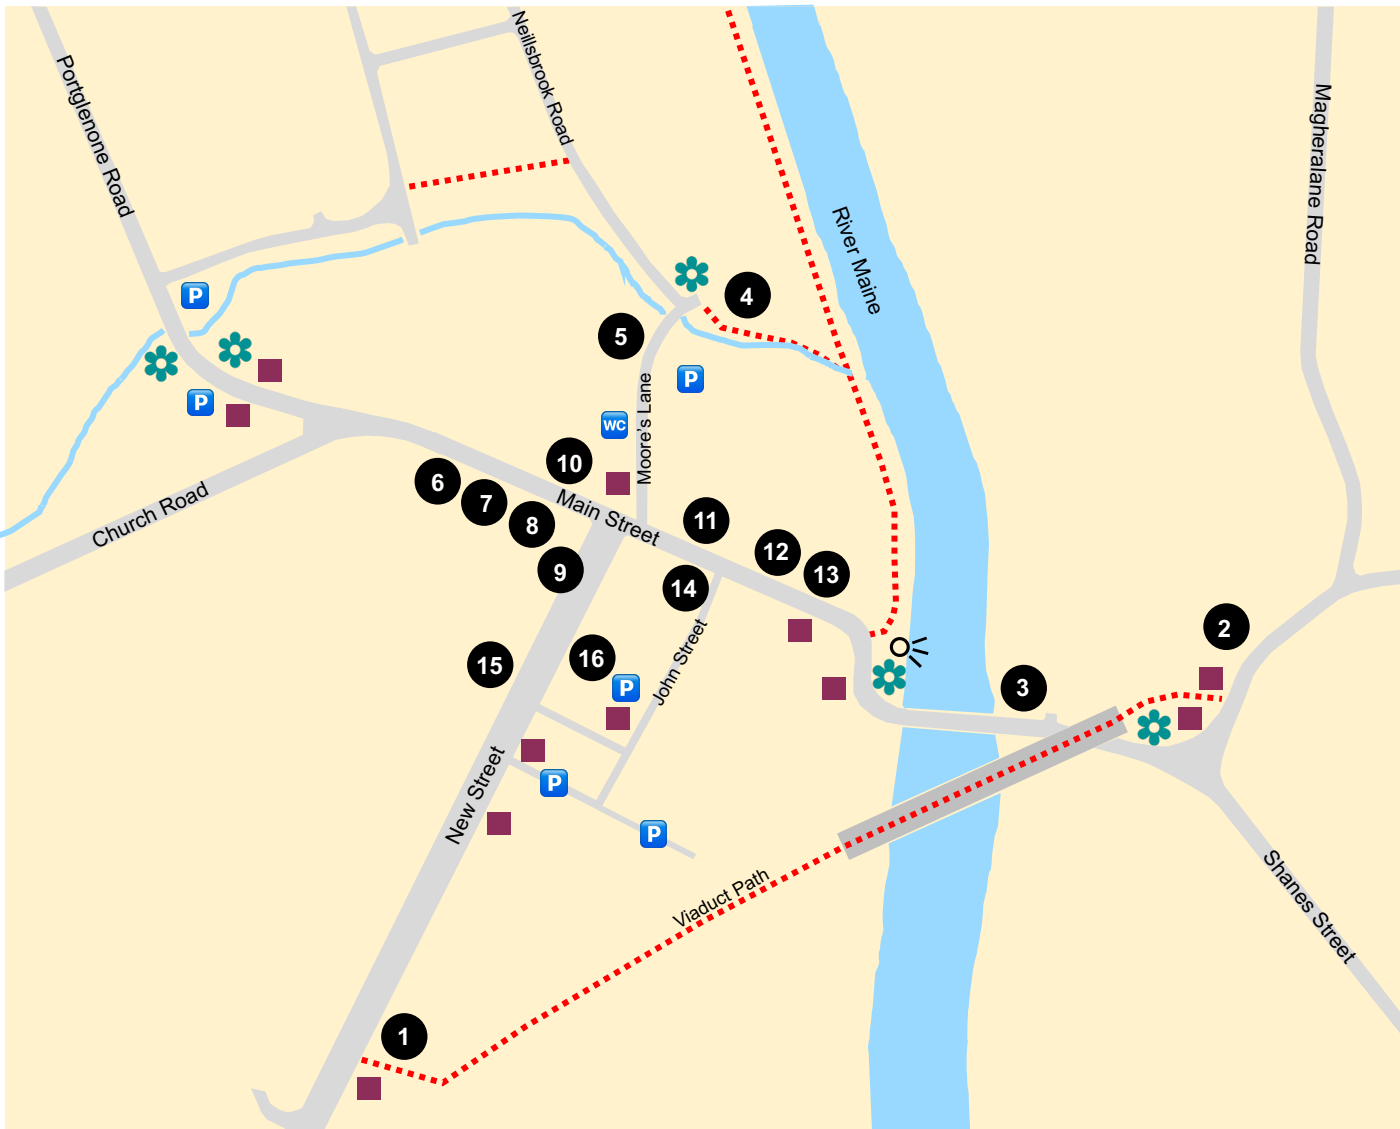 Neillsbrook Road
Portglenone Road
Magheralane Road
River Maine
P
4
5
P
P
Moore's Lane
WC
10
6
7
8
9
Main Street
Church Road
11
12
13
14
2
15
16
P
John Street
3
New Street
P
P
Viaduct Path
Shanes Street
1